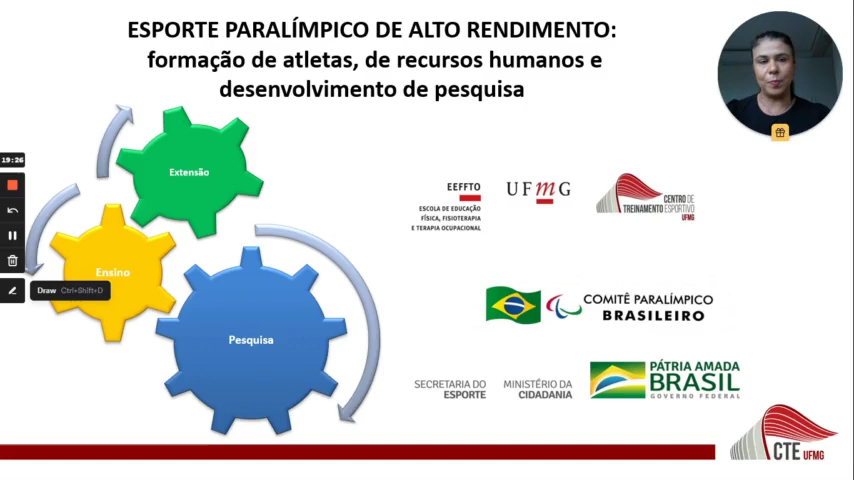 ESPORTE PARALÍMPICO DE ALTO RENDIMENTO:
formação de atletas, de recursos humanos e
desenvolvimento de pesquisa
19:26
Extensão
Ensino
Draw Ctrl+Shift+D
Pesquisa
EEFFTO
ESCOLA DE EDUCAÇÃO
FÍSICA, FISIOTERAPIA
E TERAPIA OCUPACIONAL
UFmG
CENTRO DE
TREINAMENTO ESPORTIVO
UFMG
COMITÊ PARALÍMPICO
BRASILEIRO
SECRETARIA DO
ESPORTE
MINISTÉRIO DA
CIDADANIA
PÁTRIA AMADA
BRASIL
GOVERNO FEDERAL
CTE UFMG